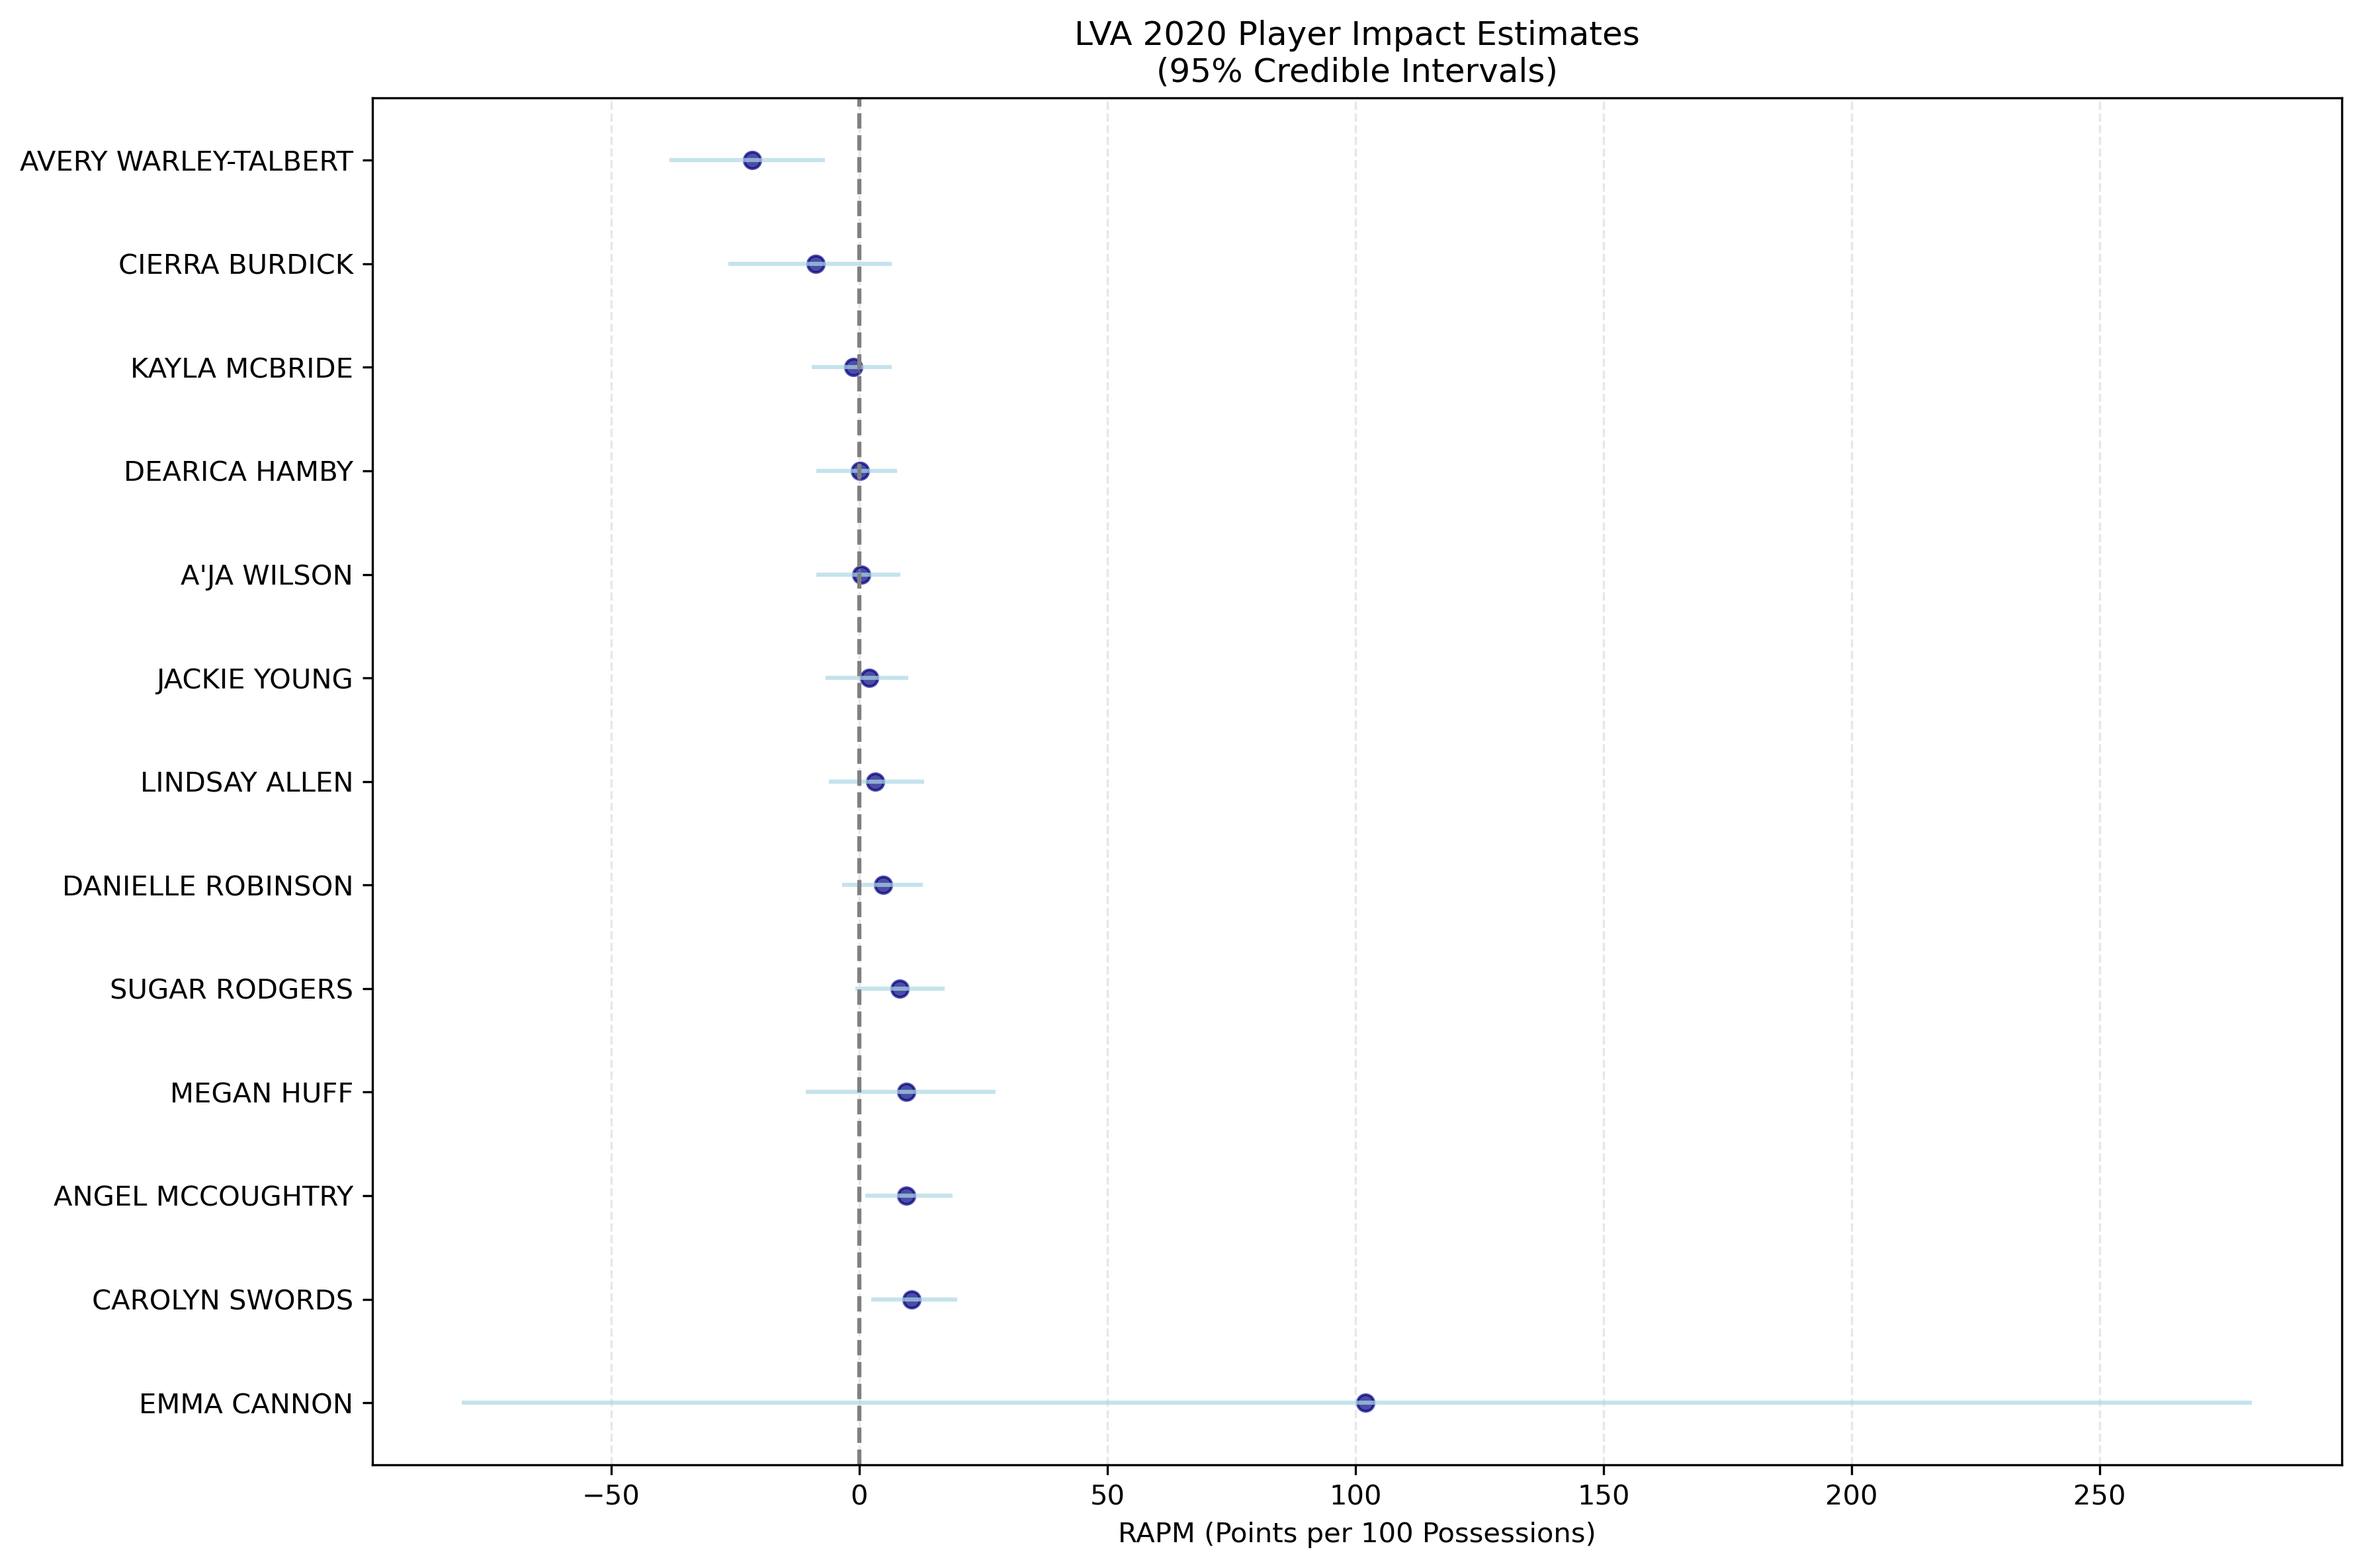 LVA 2020 Player Impact Estimates
(95% Credible Intervals)
AVERY WARLEY-TALBERT
CIERRA BURDICK
KAYLA MCBRIDE
DEARICA HAMBY
A'JA WILSON
JACKIE YOUNG
LINDSAY ALLEN
DANIELLE ROBINSON
SUGAR RODGERS
MEGAN HUFF
ANGEL MCCOUGHTRY
CAROLYN SWORDS
EMMA CANNON
−50 0 50 100 150 200 250
RAPM (Points per 100 Possessions)